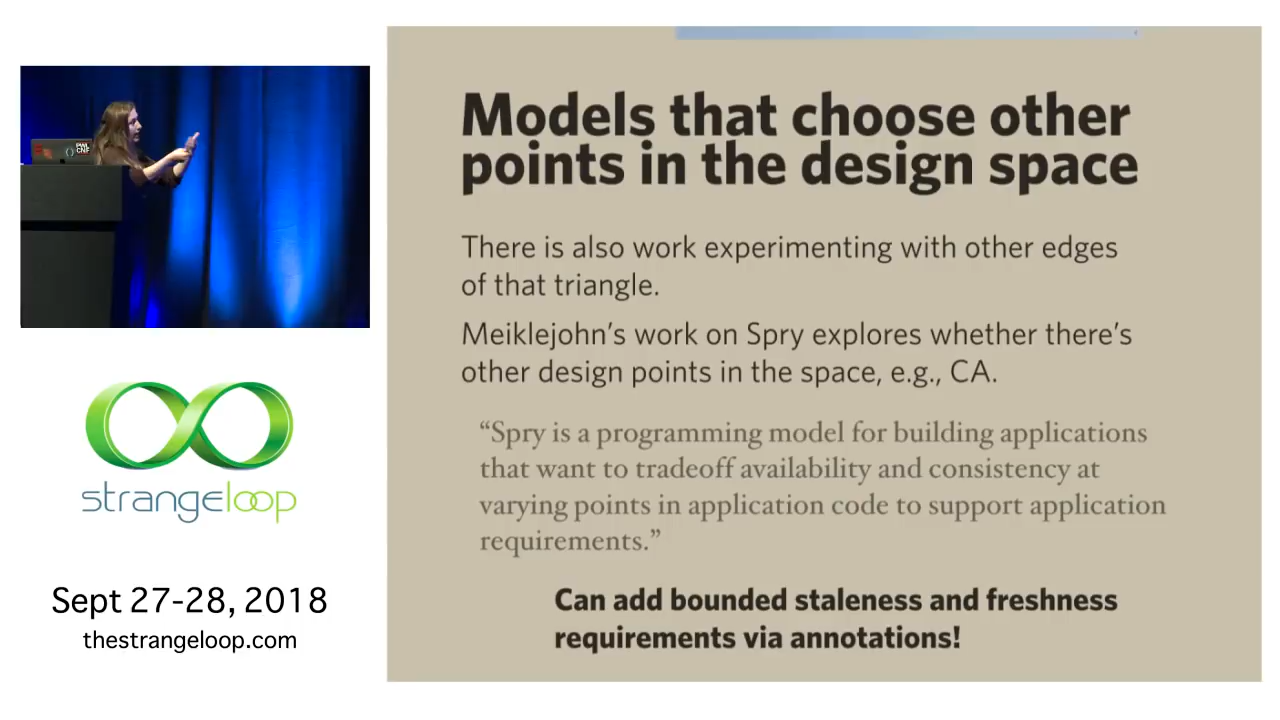 Models that choose other
points in the design space
There is also work experimenting with other edges
of that triangle.
Meiklejohn’s work on Spry explores whether there’s
other design points in the space, e.g., CA.
“Spry is a programming model for building applications
that want to tradeoff availability and consistency at
varying points in application code to support application
requirements.”
Can add bounded staleness and freshness
requirements via annotations!
PWL
CNF
strangeloop
Sept 27-28, 2018
thestrangeloop.com